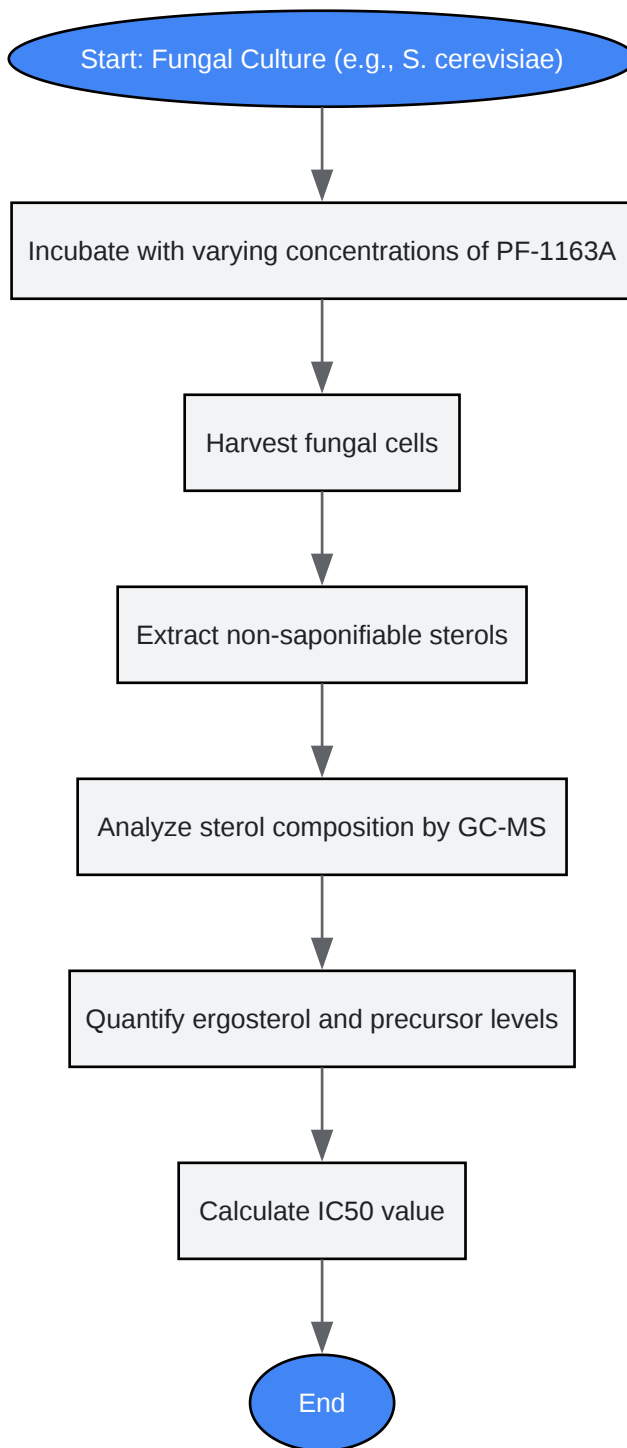 Start: Fungal Culture (e.g., S. cerevisiae)
Incubate with varying concentrations of PF-1163A
Harvest fungal cells
Extract non-saponifiable sterols
Analyze sterol composition by GC-MS
Quantify ergosterol and precursor levels
Calculate IC50 value
End